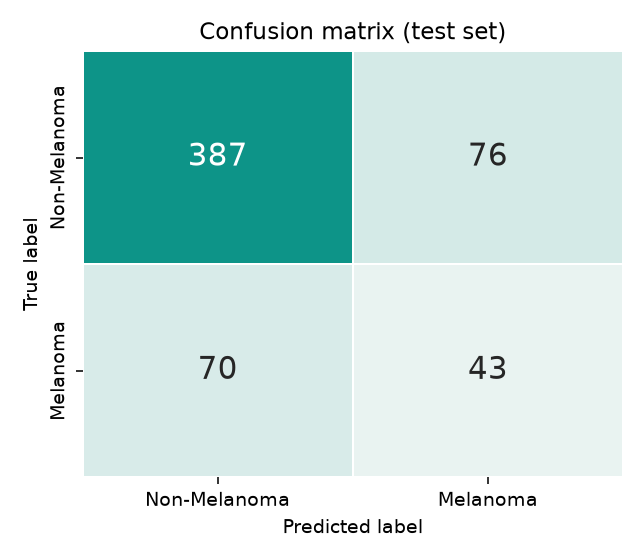 Confusion matrix (test set)
True label
Non-Melanoma
387
76
Melanoma
70
43
Non-Melanoma
Melanoma
Predicted label